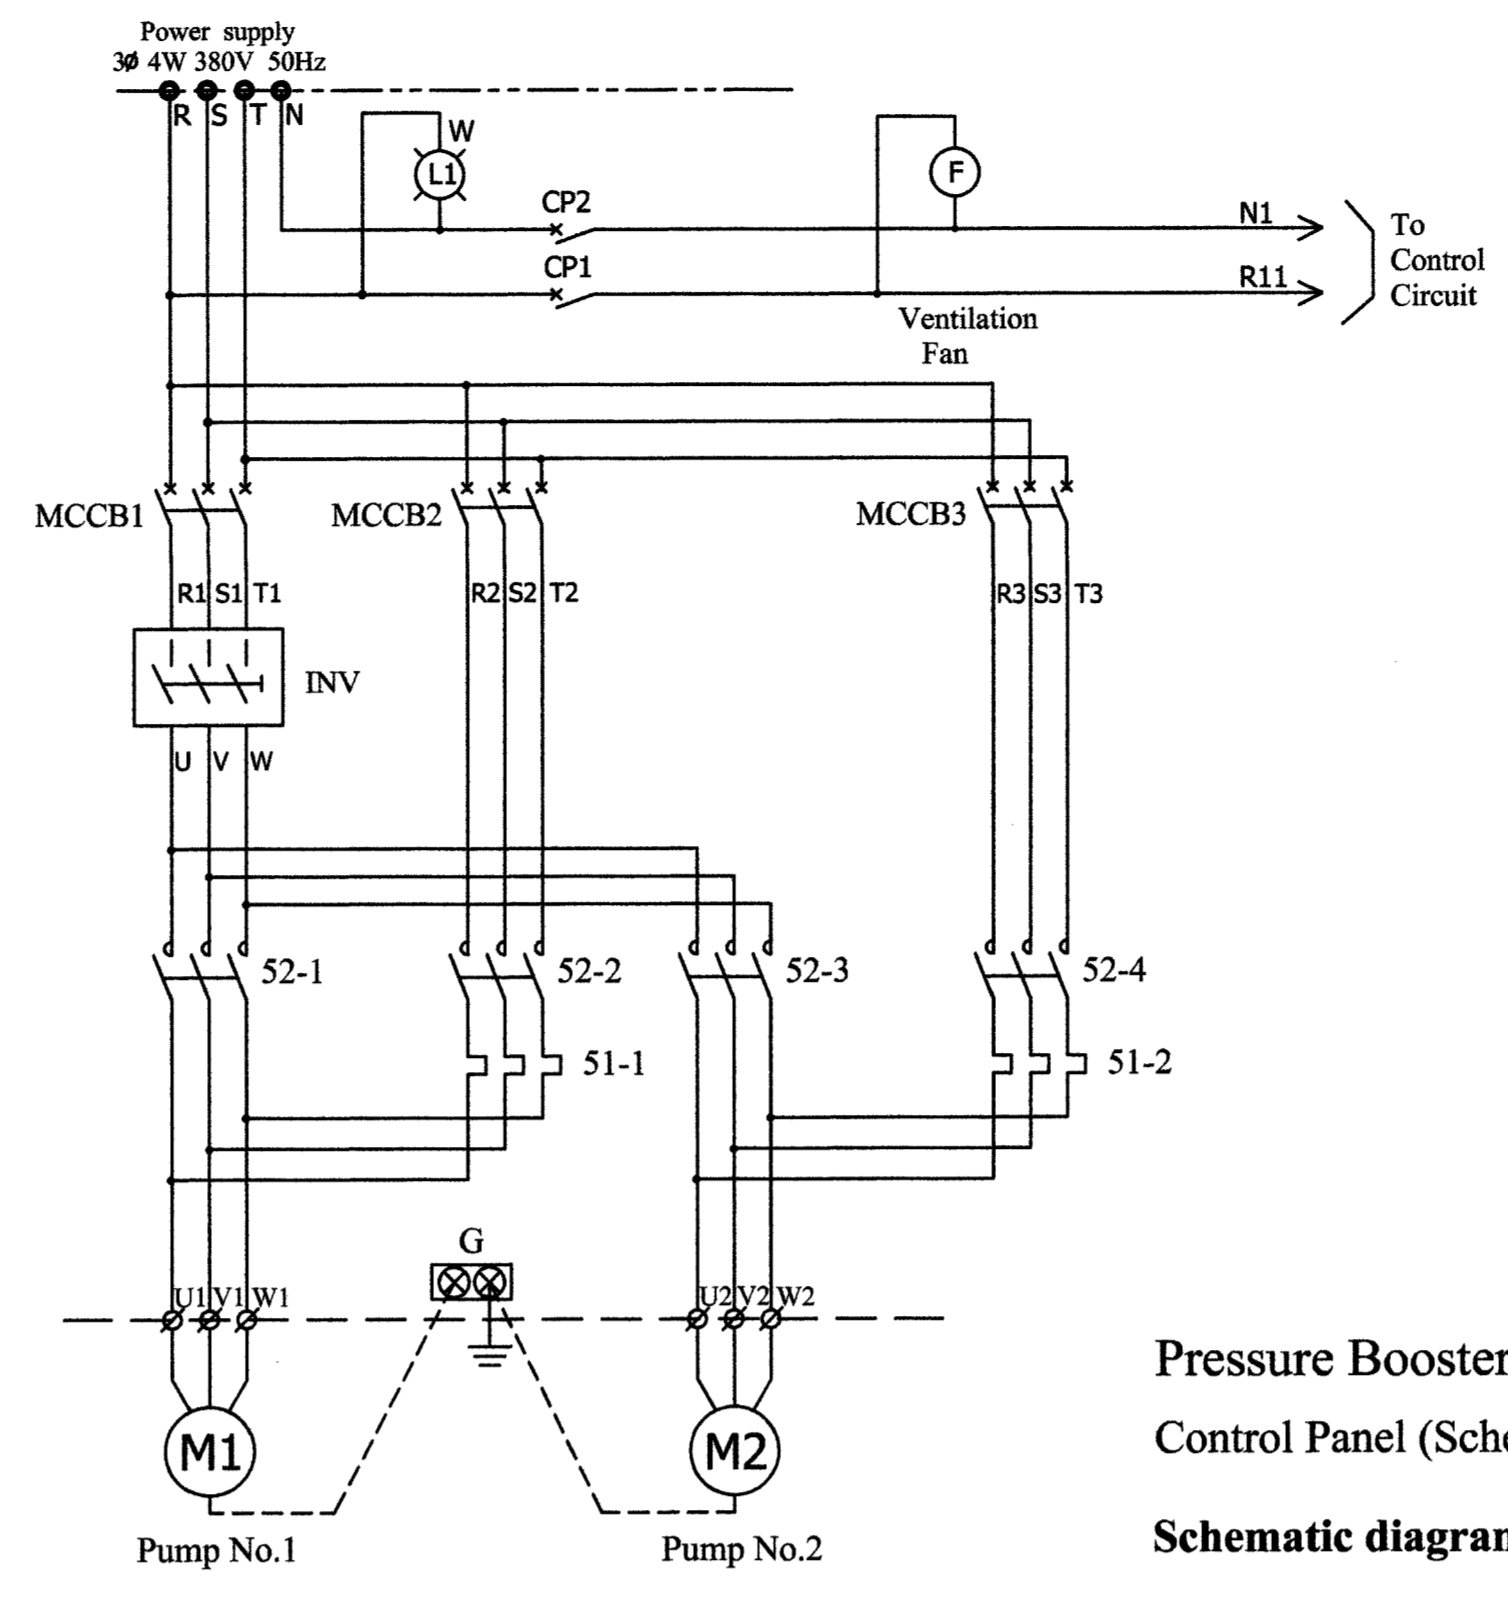 Power supply
3Ø 4W 380V 50Hz
R S T N
W
L1
F
CP2
N1
CP1
R11
To
Control
Circuit
Ventilation
Fan
MCCB1
MCCB2
MCCB3
R1 S1 T1
R2 S2 T2
R3 S3 T3
INV
U V W
52-1
52-2
52-3
52-4
51-1
51-2
G
U1 V1 W1
U2 V2 W2
M1
M2
Pump No.1
Pump No.2
Pressure Booster
Control Panel (Sche
Schematic diagram